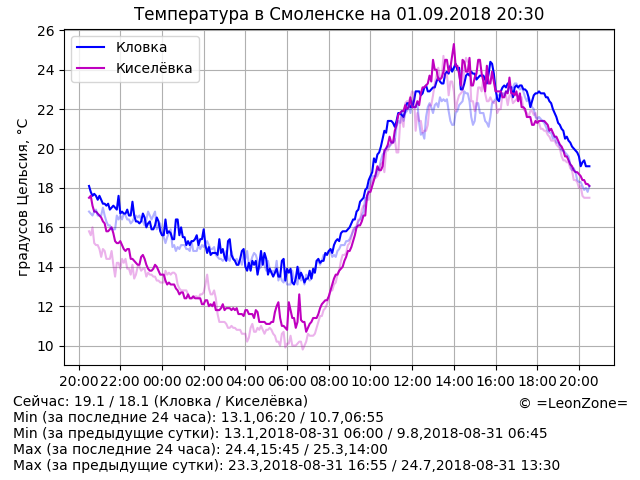 Температура в Смоленске на 01.09.2018 20:30
Кловка
Киселёвка
градусов Цельсия, °C
26
24
22
20
18
16
14
12
10
20:00 22:00 00:00 02:00 04:00 06:00 08:00 10:00 12:00 14:00 16:00 18:00 20:00
Сейчас: 19.1 / 18.1 (Кловка / Киселёвка)
© =LeonZone=
Min (за последние 24 часа): 13.1,06:20 / 10.7,06:55
Min (за предыдущие сутки): 13.1,2018-08-31 06:00 / 9.8,2018-08-31 06:45
Max (за последние 24 часа): 24.4,15:45 / 25.3,14:00
Max (за предыдущие сутки): 23.3,2018-08-31 16:55 / 24.7,2018-08-31 13:30